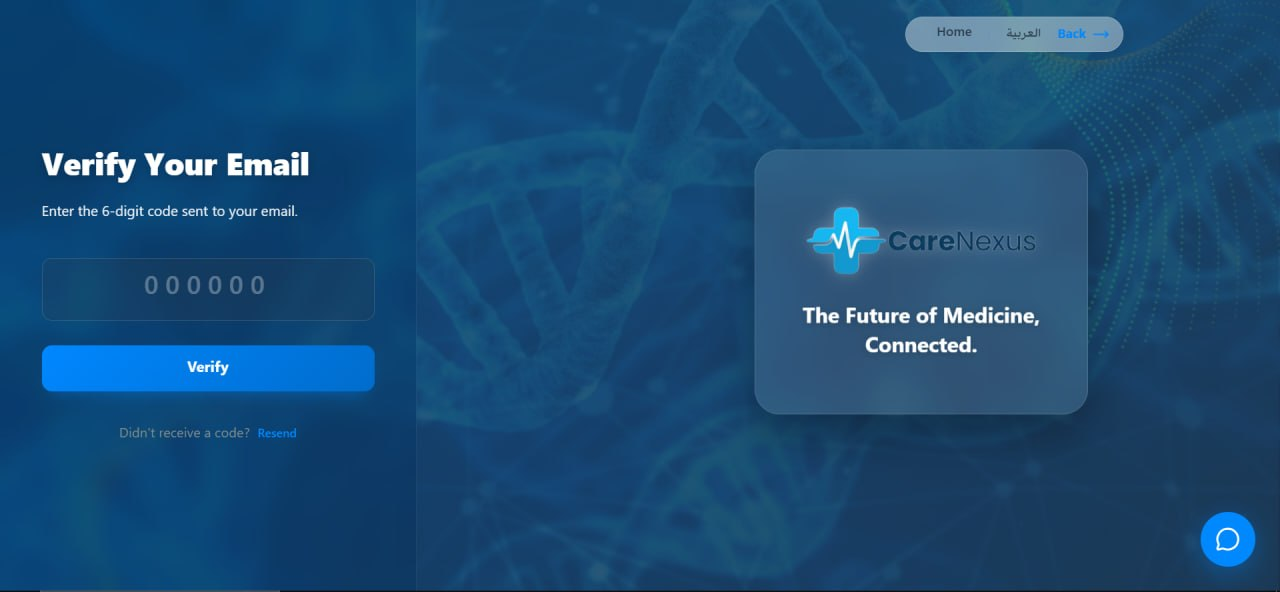 Home العربية Back →
Verify Your Email
Enter the 6-digit code sent to your email.
000000
Verify
Didn't receive a code? Resend
CareNexus
The Future of Medicine,
Connected.